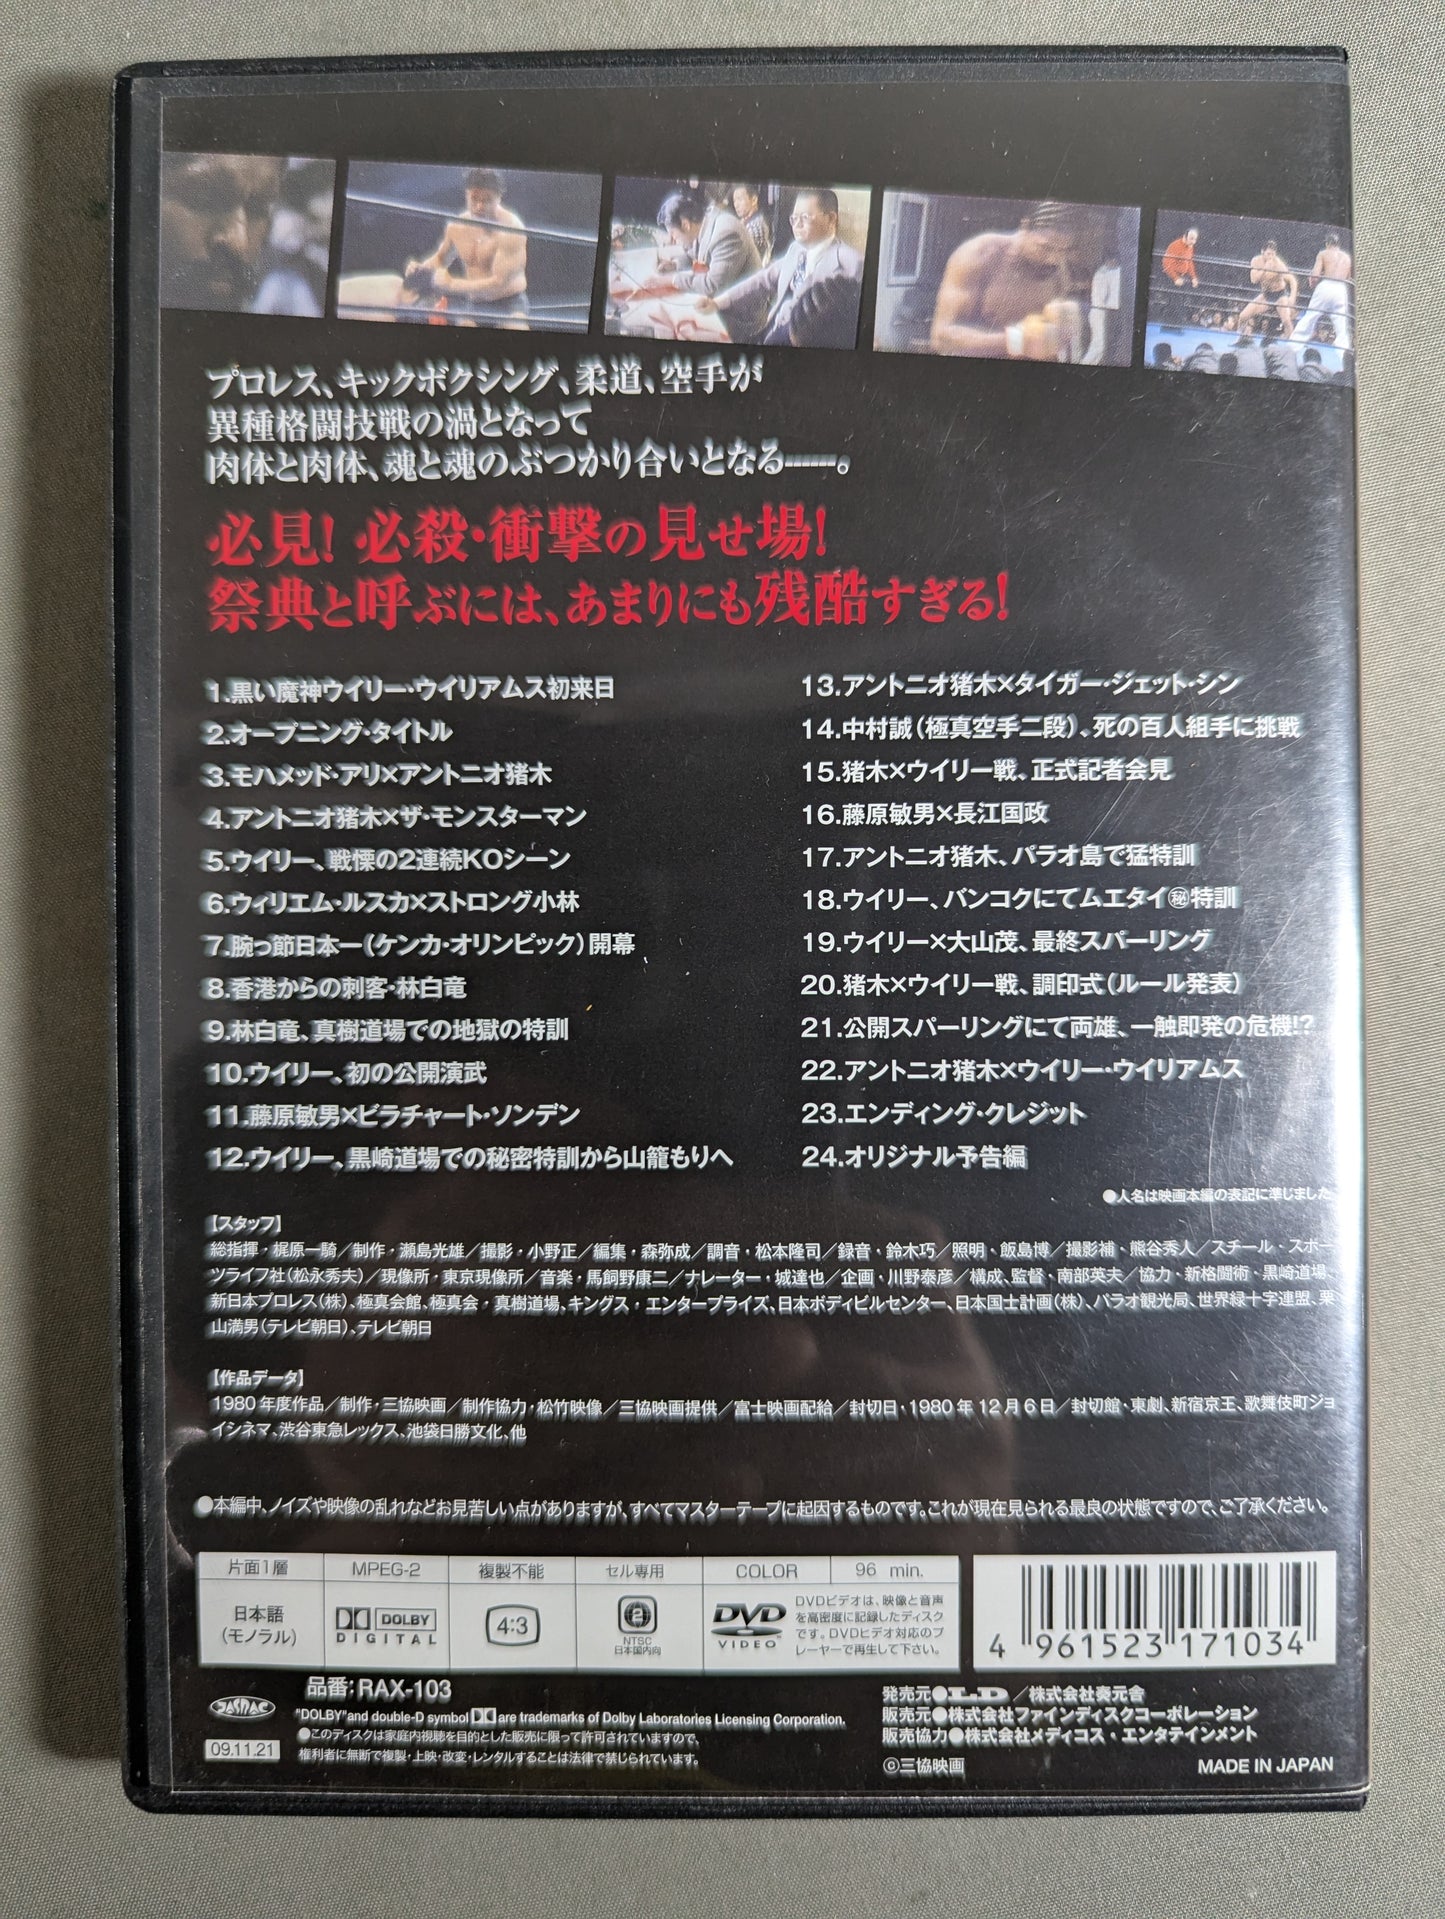 プロレス、キックボクシング、柔道、空手が
異種格闘技戦の渦となって
肉体と肉体、魂と魂のぶつかり合いとなる——。
必見！必殺・衝撃の見せ場！
祭典と呼ぶには、あまりにも残酷すぎる！
1.黒い魔神ウイリー・ウイリアムス初来日
2.オープニング・タイトル
3.モハメッド・アリ×アントニオ猪木
4.アントニオ猪木×ザ・モンスターマン
5.ウイリー、戦慄の2連続KOシーン
6.ウィリエム・ルスカ×ストロング小林
7.腕っ節日本一（ケンカ・オリンピック）開幕
8.香港からの刺客・林白竜
9.林白竜、真樹道場での地獄の特訓
10.ウイリー、初の公開演武
11.藤原敏男×ビラチャート・ソンデン
12.ウイリー、黒崎道場での秘密特訓から山籠もりへ
13.アントニオ猪木×タイガー・ジェット・シン
14.中村誠（極真空手二段）、死の百人組手に挑戦
15.猪木×ウイリー戦、正式記者会見
16.藤原敏男×長江国政
17.アントニオ猪木、パラオ島で猛特訓
18.ウイリー、バンコクにてムエタイ㊙特訓
19.ウイリー×大山茂、最終スパーリング
20.猪木×ウイリー戦、調印式（ルール発表）
21.公開スパーリングにて両雄、一触即発の危機!?
22.アントニオ猪木×ウイリー・ウイリアムス
23.エンディング・クレジット
24.オリジナル予告編
●人名は映画本編の表記に準じました。
【スタッフ】
総指揮・梶原一騎／制作・瀬島光雄／撮影・小野正／編集・森弥成／調音・松本隆司／録音・鈴木巧／照明・飯島博／撮影補・熊谷秀人／スチール・スポー
ツライフ社（松永秀夫）／現像所・東京現像所／音楽・馬飼野康二／ナレーター・城達也／企画・川野泰彦／構成、監督・南部英夫／協力・新格闘術・黒崎道場、
新日本プロレス（株）、極真会館、極真会・真樹道場、キングス・エンタープライズ、日本ボディビルセンター、日本国士計画（株）、パラオ観光局、世界緑十字連盟、栗
山満男（テレビ朝日）、テレビ朝日
【作品データ】
1980年度作品／制作・三協映画／制作協力・松竹映像／三協映画提供／富士映画配給／封切日・1980年12月6日／封切館・東劇、新宿京王、歌舞伎町ジョ
イシネマ、渋谷東急レックス、池袋日勝文化、他
●本編中、ノイズや映像の乱れなどお見苦しい点がありますが、すべてマスターテープに起因するものです。これが現在見られる最良の状態ですので、ご了承ください。
片面1層 MPEG-2 複製不能 セル専用 COLOR 96 min.
日本語
（モノラル）
DOLBY
DIGITAL
4:3
2
NTSC
日本国内向
DVD
VIDEO
DVDビデオは、映像と音声
を高密度に記録したディスク
です。DVDビデオ対応のプ
レーヤーで再生して下さい。
4 961523 171034
品番：RAX-103
JASRAC
"DOLBY"and double-D symbol are trademarks of Dolby Laboratories Licensing Corporation.
●このディスクは家庭内視聴を目的とした販売に限って許可されていますので、
権利者に無断で複製・上映・改変・レンタルすることは法律で禁じられています。
09.11.21
発売元●LD／株式会社奏元舎
販売元●株式会社ファインディスクコーポレーション
販売協力●株式会社メディコス・エンタテインメント
©三協映画
MADE IN JAPAN